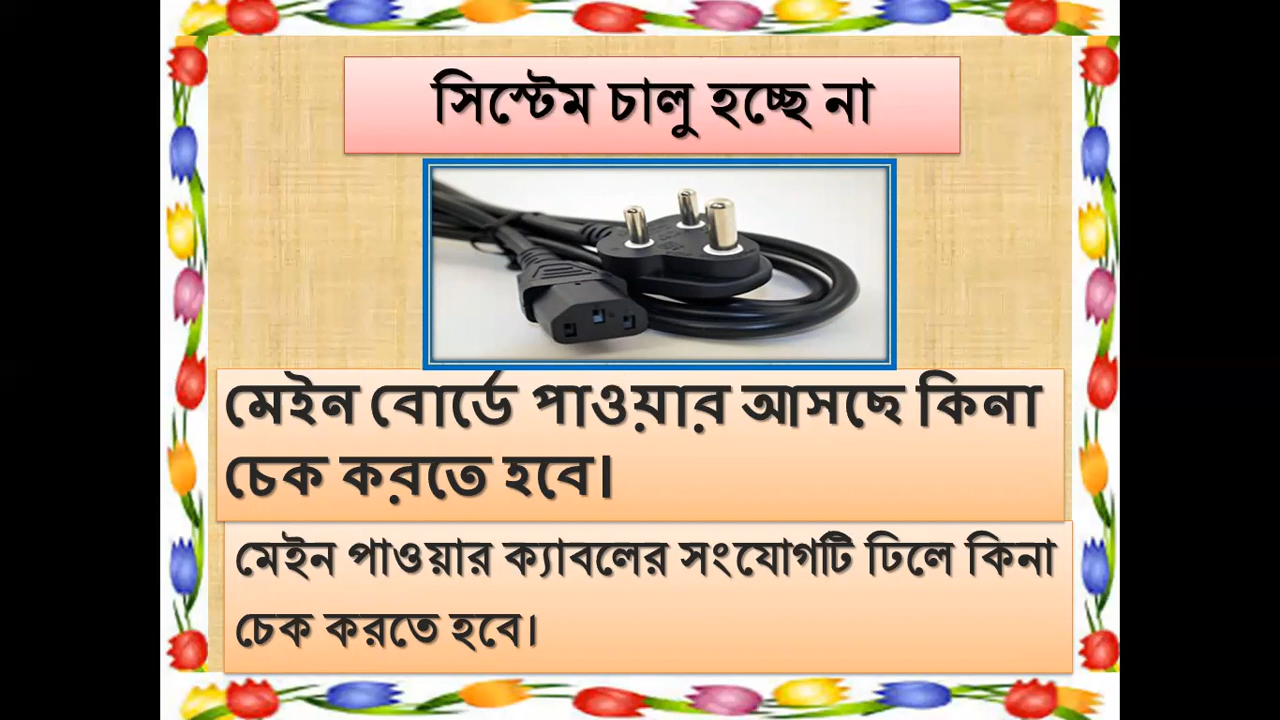 সিস্টেম চালু হচ্ছে না
মেইন বোর্ডে পাওয়ার আসছে কিনা
চেক করতে হবে।
মেইন পাওয়ার ক্যাবলের সংযোগটি ঢিলে কিনা
চেক করতে হবে।